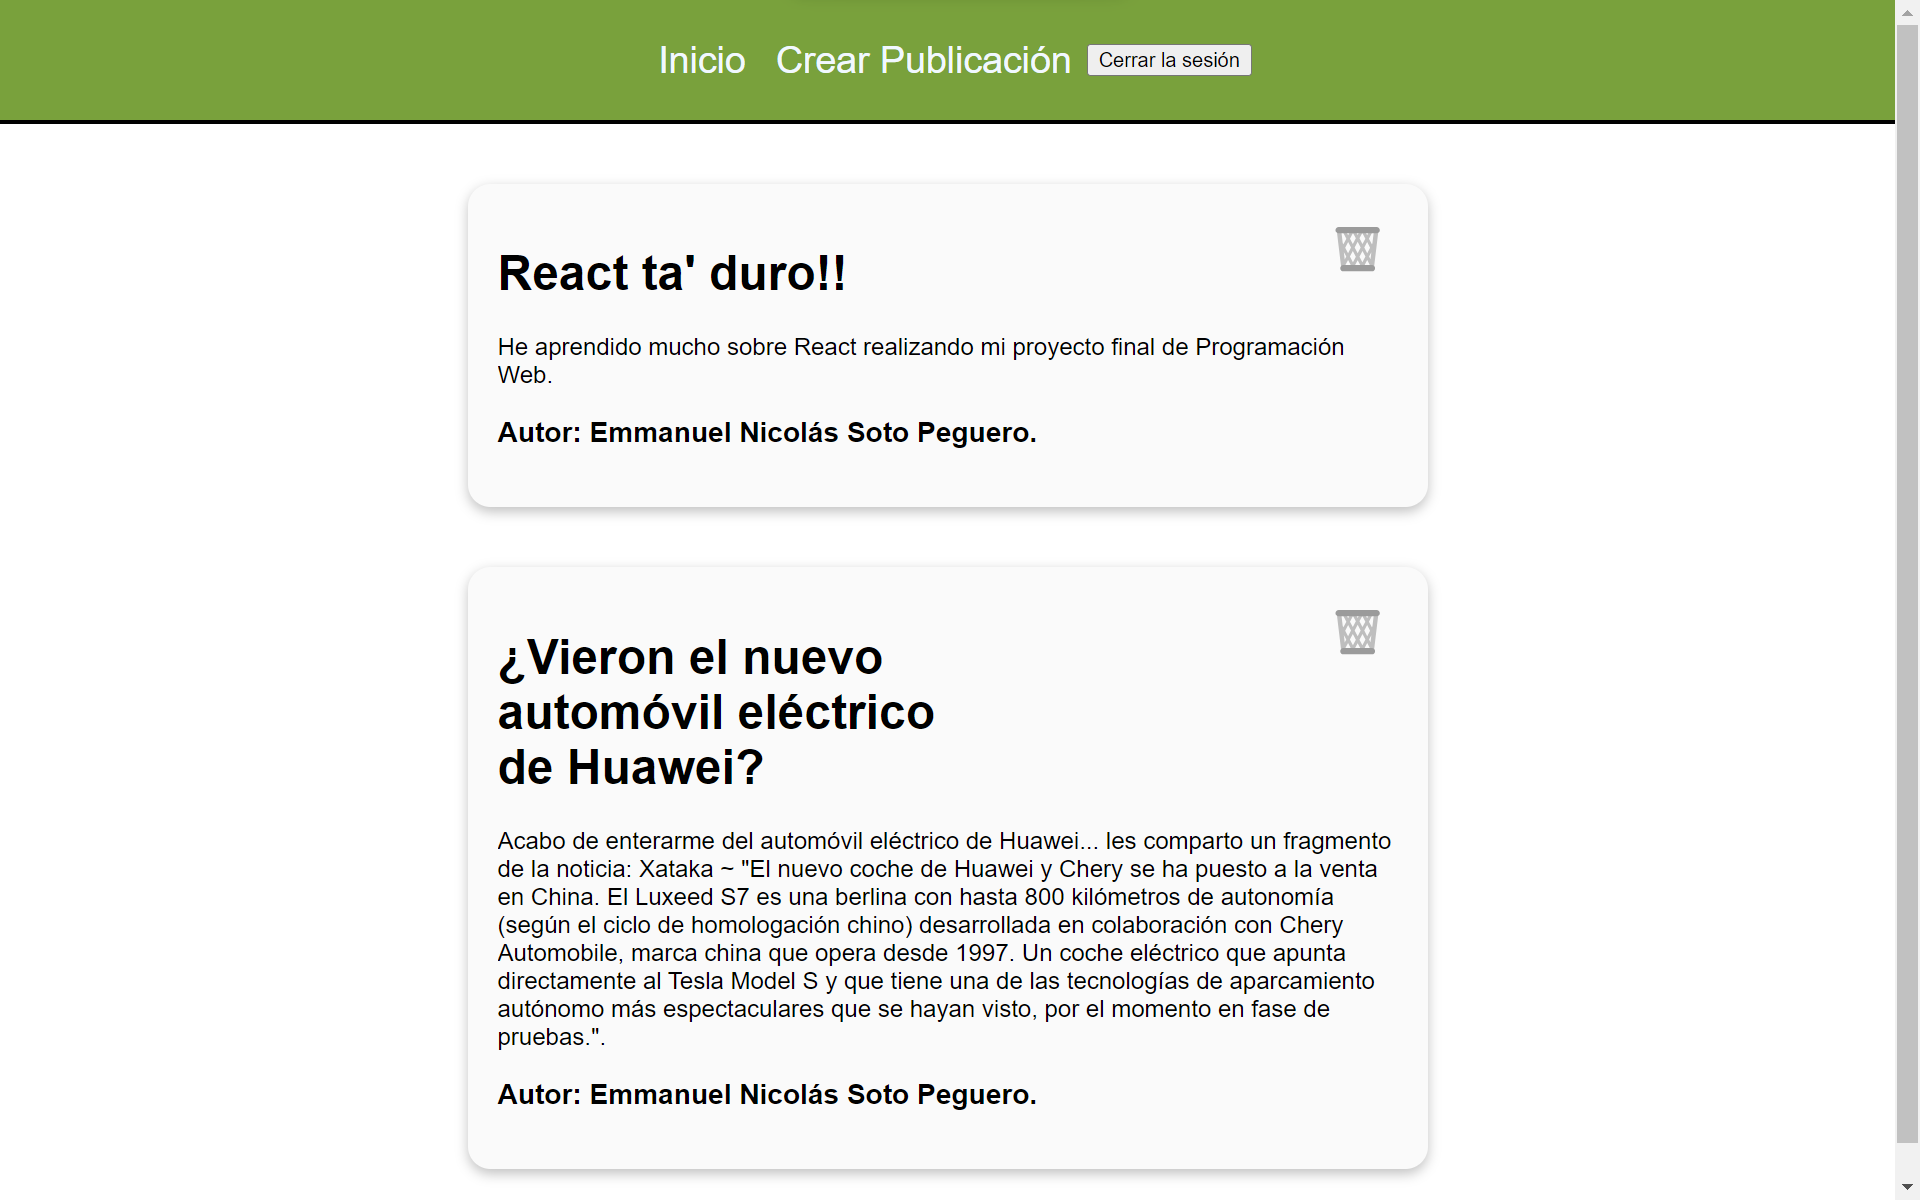 Inicio Crear Publicación Cerrar la sesión
React ta' duro!!
He aprendido mucho sobre React realizando mi proyecto final de Programación
Web.
Autor: Emmanuel Nicolás Soto Peguero.
¿Vieron el nuevo
automóvil eléctrico
de Huawei?
Acabo de enterarme del automóvil eléctrico de Huawei... les comparto un fragmento
de la noticia: Xataka ~ "El nuevo coche de Huawei y Chery se ha puesto a la venta
en China. El Luxeed S7 es una berlina con hasta 800 kilómetros de autonomía
(según el ciclo de homologación chino) desarrollada en colaboración con Chery
Automobile, marca china que opera desde 1997. Un coche eléctrico que apunta
directamente al Tesla Model S y que tiene una de las tecnologías de aparcamiento
autónomo más espectaculares que se hayan visto, por el momento en fase de
pruebas.".
Autor: Emmanuel Nicolás Soto Peguero.